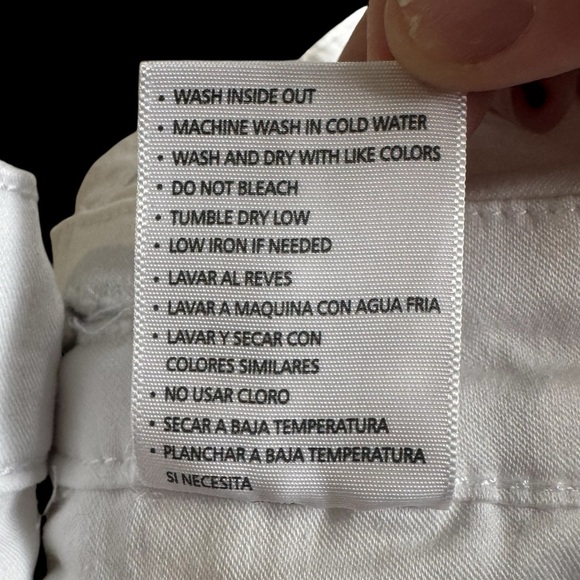 • WASH INSIDE OUT
• MACHINE WASH IN COLD WATER
• WASH AND DRY WITH LIKE COLORS
• DO NOT BLEACH
• TUMBLE DRY LOW
• LOW IRON IF NEEDED
• LAVAR AL REVES
• LAVAR A MAQUINA CON AGUA FRIA
• LAVAR Y SECAR CON
COLORES SIMILARES
• NO USAR CLORO
• SECAR A BAJA TEMPERATURA
• PLANCHAR A BAJA TEMPERATURA
SI NECESITA